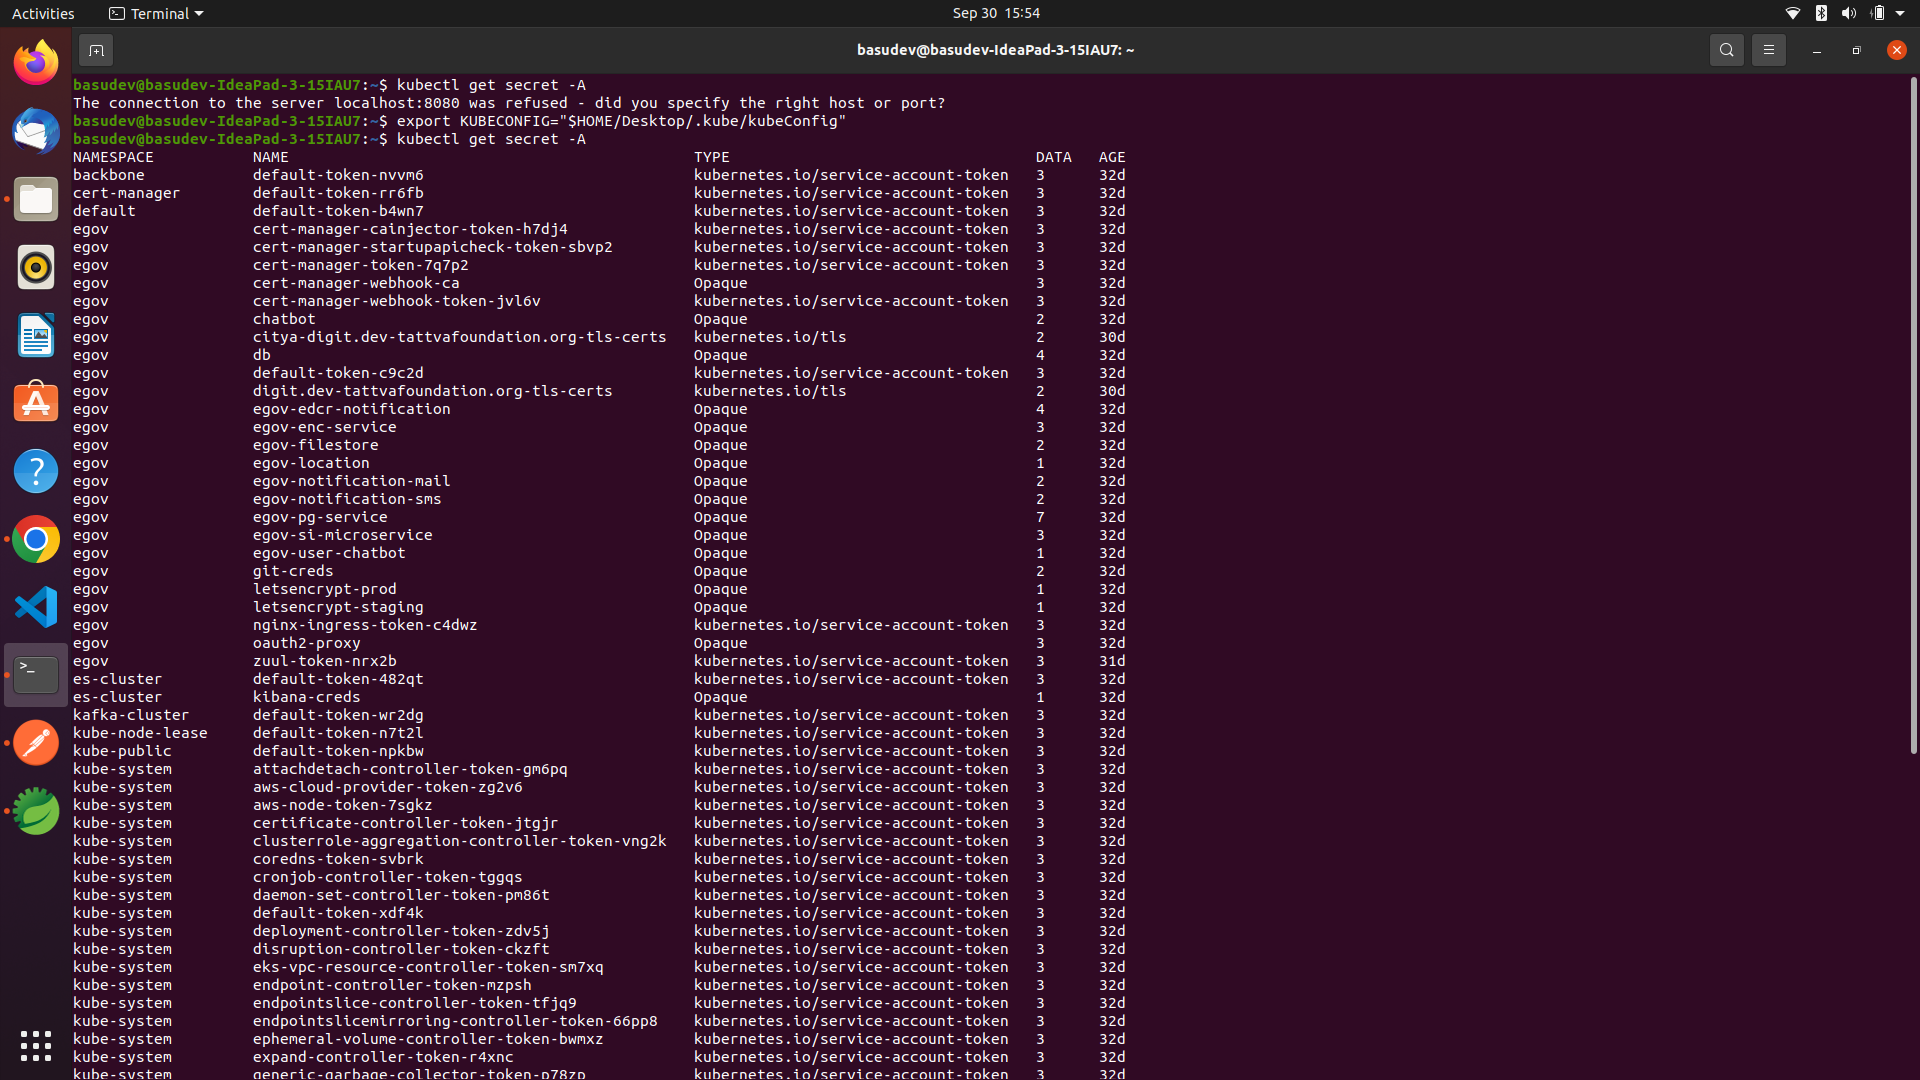 Activities Terminal Sep 30 15:54
basudev@basudev-IdeaPad-3-15IAU7: ~
basudev@basudev-IdeaPad-3-15IAU7:~$ kubectl get secret -A
The connection to the server localhost:8080 was refused - did you specify the right host or port?
basudev@basudev-IdeaPad-3-15IAU7:~$ export KUBECONFIG="$HOME/Desktop/.kube/kubeConfig"
basudev@basudev-IdeaPad-3-15IAU7:~$ kubectl get secret -A
NAMESPACE NAME TYPE DATA AGE
backbone default-token-nvvm6 kubernetes.io/service-account-token 3 32d
cert-manager default-token-rr6fb kubernetes.io/service-account-token 3 32d
default default-token-b4wn7 kubernetes.io/service-account-token 3 32d
egov cert-manager-cainjector-token-h7dj4 kubernetes.io/service-account-token 3 32d
egov cert-manager-startupapicheck-token-sbvp2 kubernetes.io/service-account-token 3 32d
egov cert-manager-token-7q7p2 kubernetes.io/service-account-token 3 32d
egov cert-manager-webhook-ca Opaque 3 32d
egov cert-manager-webhook-token-jvl6v kubernetes.io/service-account-token 3 32d
egov chatbot Opaque 2 32d
egov citya-digit.dev-tattvafoundation.org-tls-certs kubernetes.io/tls 2 30d
egov db Opaque 4 32d
egov default-token-c9c2d kubernetes.io/service-account-token 3 32d
egov digit.dev-tattvafoundation.org-tls-certs kubernetes.io/tls 2 30d
egov egov-edcr-notification Opaque 4 32d
egov egov-enc-service Opaque 3 32d
egov egov-filestore Opaque 2 32d
egov egov-location Opaque 1 32d
egov egov-notification-mail Opaque 2 32d
egov egov-notification-sms Opaque 2 32d
egov egov-pg-service Opaque 7 32d
egov egov-si-microservice Opaque 3 32d
egov egov-user-chatbot Opaque 1 32d
egov git-creds Opaque 2 32d
egov letsencrypt-prod Opaque 1 32d
egov letsencrypt-staging Opaque 1 32d
egov nginx-ingress-token-c4dwz kubernetes.io/service-account-token 3 32d
egov oauth2-proxy Opaque 3 32d
egov zuul-token-nrx2b kubernetes.io/service-account-token 3 31d
es-cluster default-token-482qt kubernetes.io/service-account-token 3 32d
es-cluster kibana-creds Opaque 1 32d
kafka-cluster default-token-wr2dg kubernetes.io/service-account-token 3 32d
kube-node-lease default-token-n7t2l kubernetes.io/service-account-token 3 32d
kube-public default-token-npkbw kubernetes.io/service-account-token 3 32d
kube-system attachdetach-controller-token-gm6pq kubernetes.io/service-account-token 3 32d
kube-system aws-cloud-provider-token-zg2v6 kubernetes.io/service-account-token 3 32d
kube-system aws-node-token-7sgkz kubernetes.io/service-account-token 3 32d
kube-system certificate-controller-token-jtgjr kubernetes.io/service-account-token 3 32d
kube-system clusterrole-aggregation-controller-token-vng2k kubernetes.io/service-account-token 3 32d
kube-system coredns-token-svbrk kubernetes.io/service-account-token 3 32d
kube-system cronjob-controller-token-tggqs kubernetes.io/service-account-token 3 32d
kube-system daemon-set-controller-token-pm86t kubernetes.io/service-account-token 3 32d
kube-system default-token-xdf4k kubernetes.io/service-account-token 3 32d
kube-system deployment-controller-token-zdv5j kubernetes.io/service-account-token 3 32d
kube-system disruption-controller-token-ckzft kubernetes.io/service-account-token 3 32d
kube-system eks-vpc-resource-controller-token-sm7xq kubernetes.io/service-account-token 3 32d
kube-system endpoint-controller-token-mzpsh kubernetes.io/service-account-token 3 32d
kube-system endpointslice-controller-token-tfjq9 kubernetes.io/service-account-token 3 32d
kube-system endpointslicemirroring-controller-token-66pp8 kubernetes.io/service-account-token 3 32d
kube-system ephemeral-volume-controller-token-bwmxz kubernetes.io/service-account-token 3 32d
kube-system expand-controller-token-r4xnc kubernetes.io/service-account-token 3 32d
kube-system generic-garbage-collector-token-p78zp kubernetes.io/service-account-token 3 32d